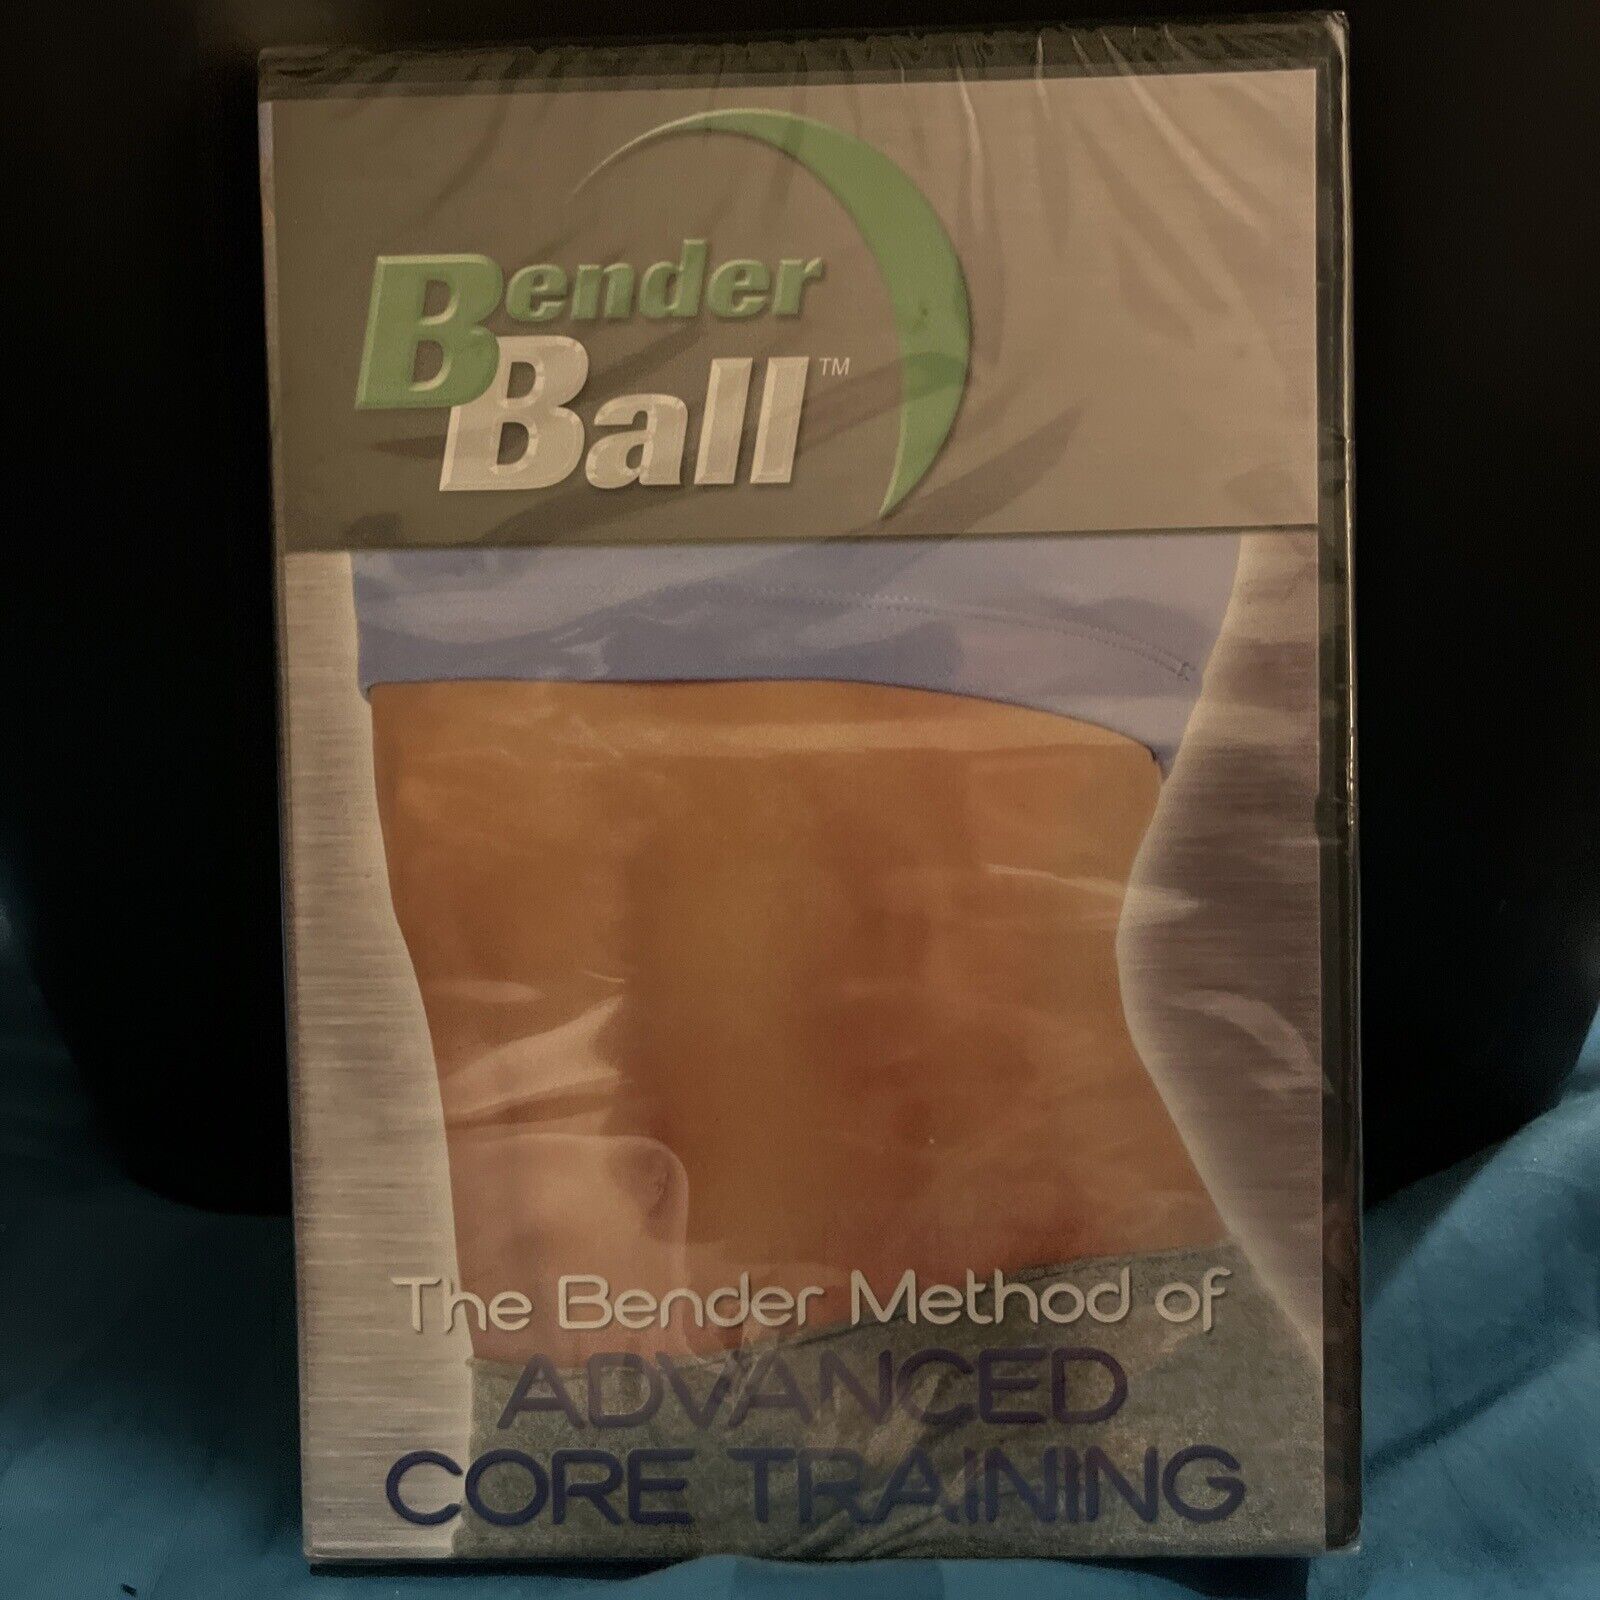 Bender
Ball™
The Bender Method of
ADVANCED
CORE TRAINING